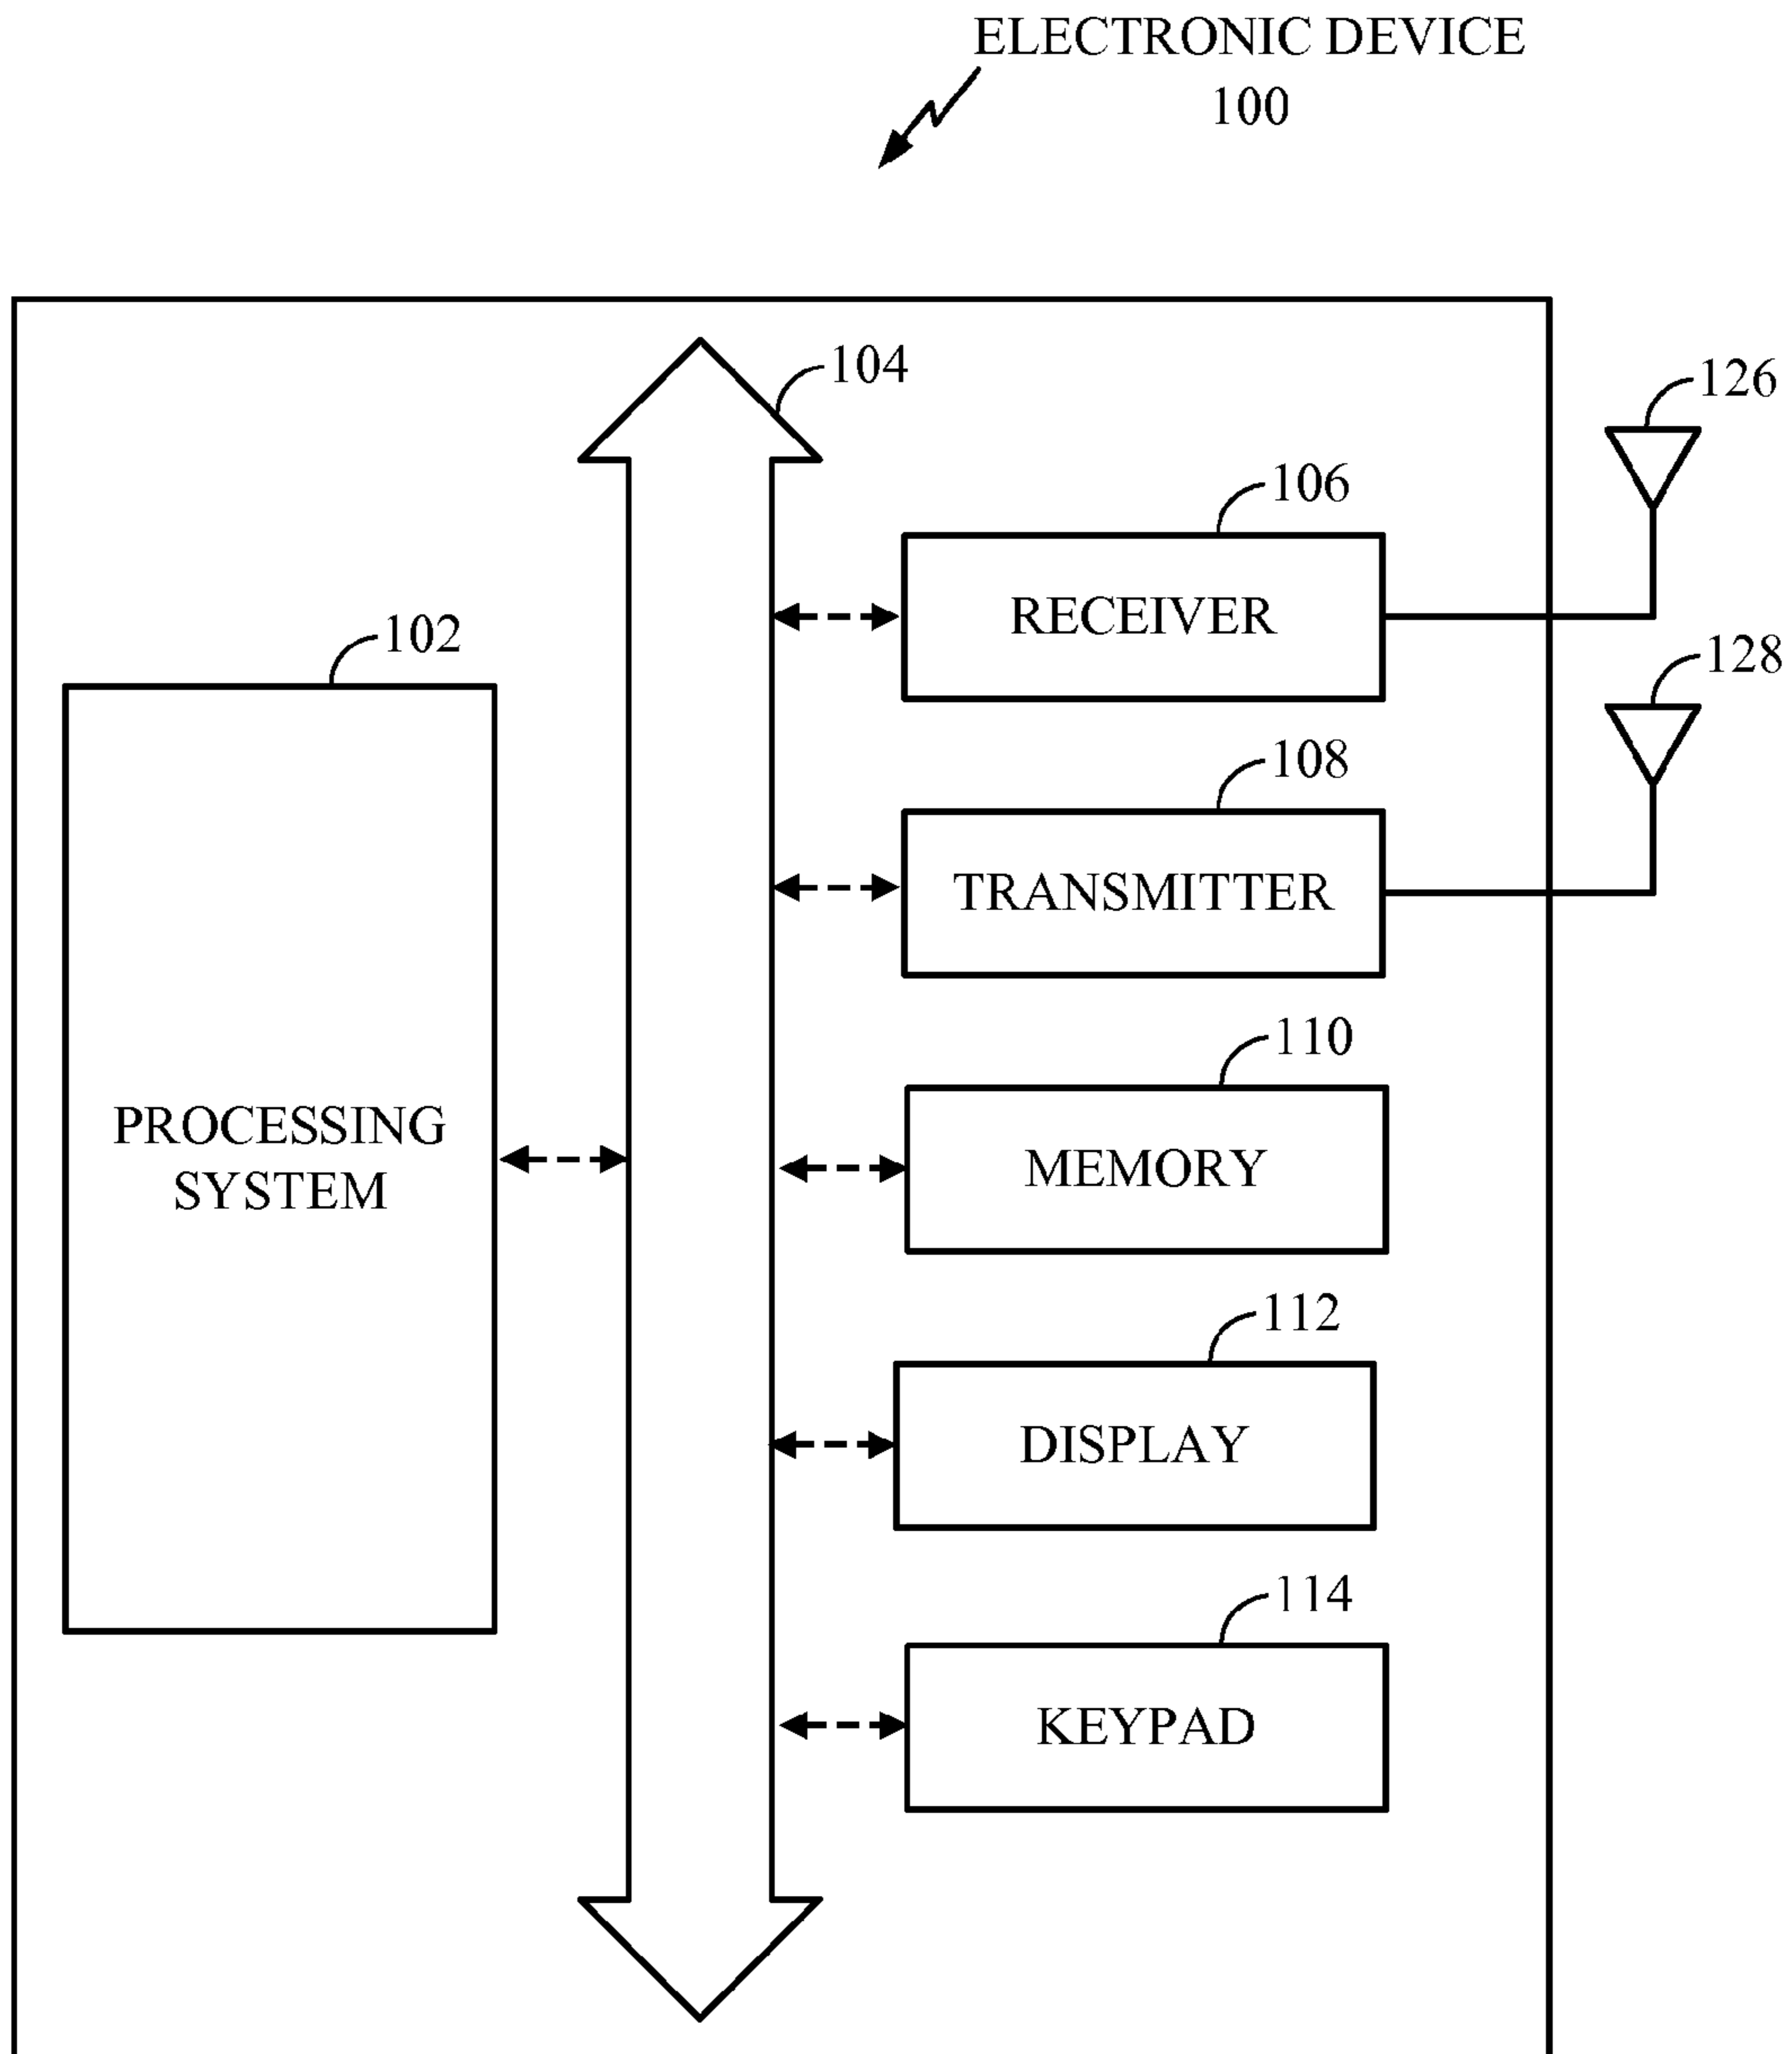 ELECTRONIC DEVICE
100
104
126
106
RECEIVER
102
128
108
TRANSMITTER
110
PROCESSING
SYSTEM
MEMORY
112
DISPLAY
114
KEYPAD